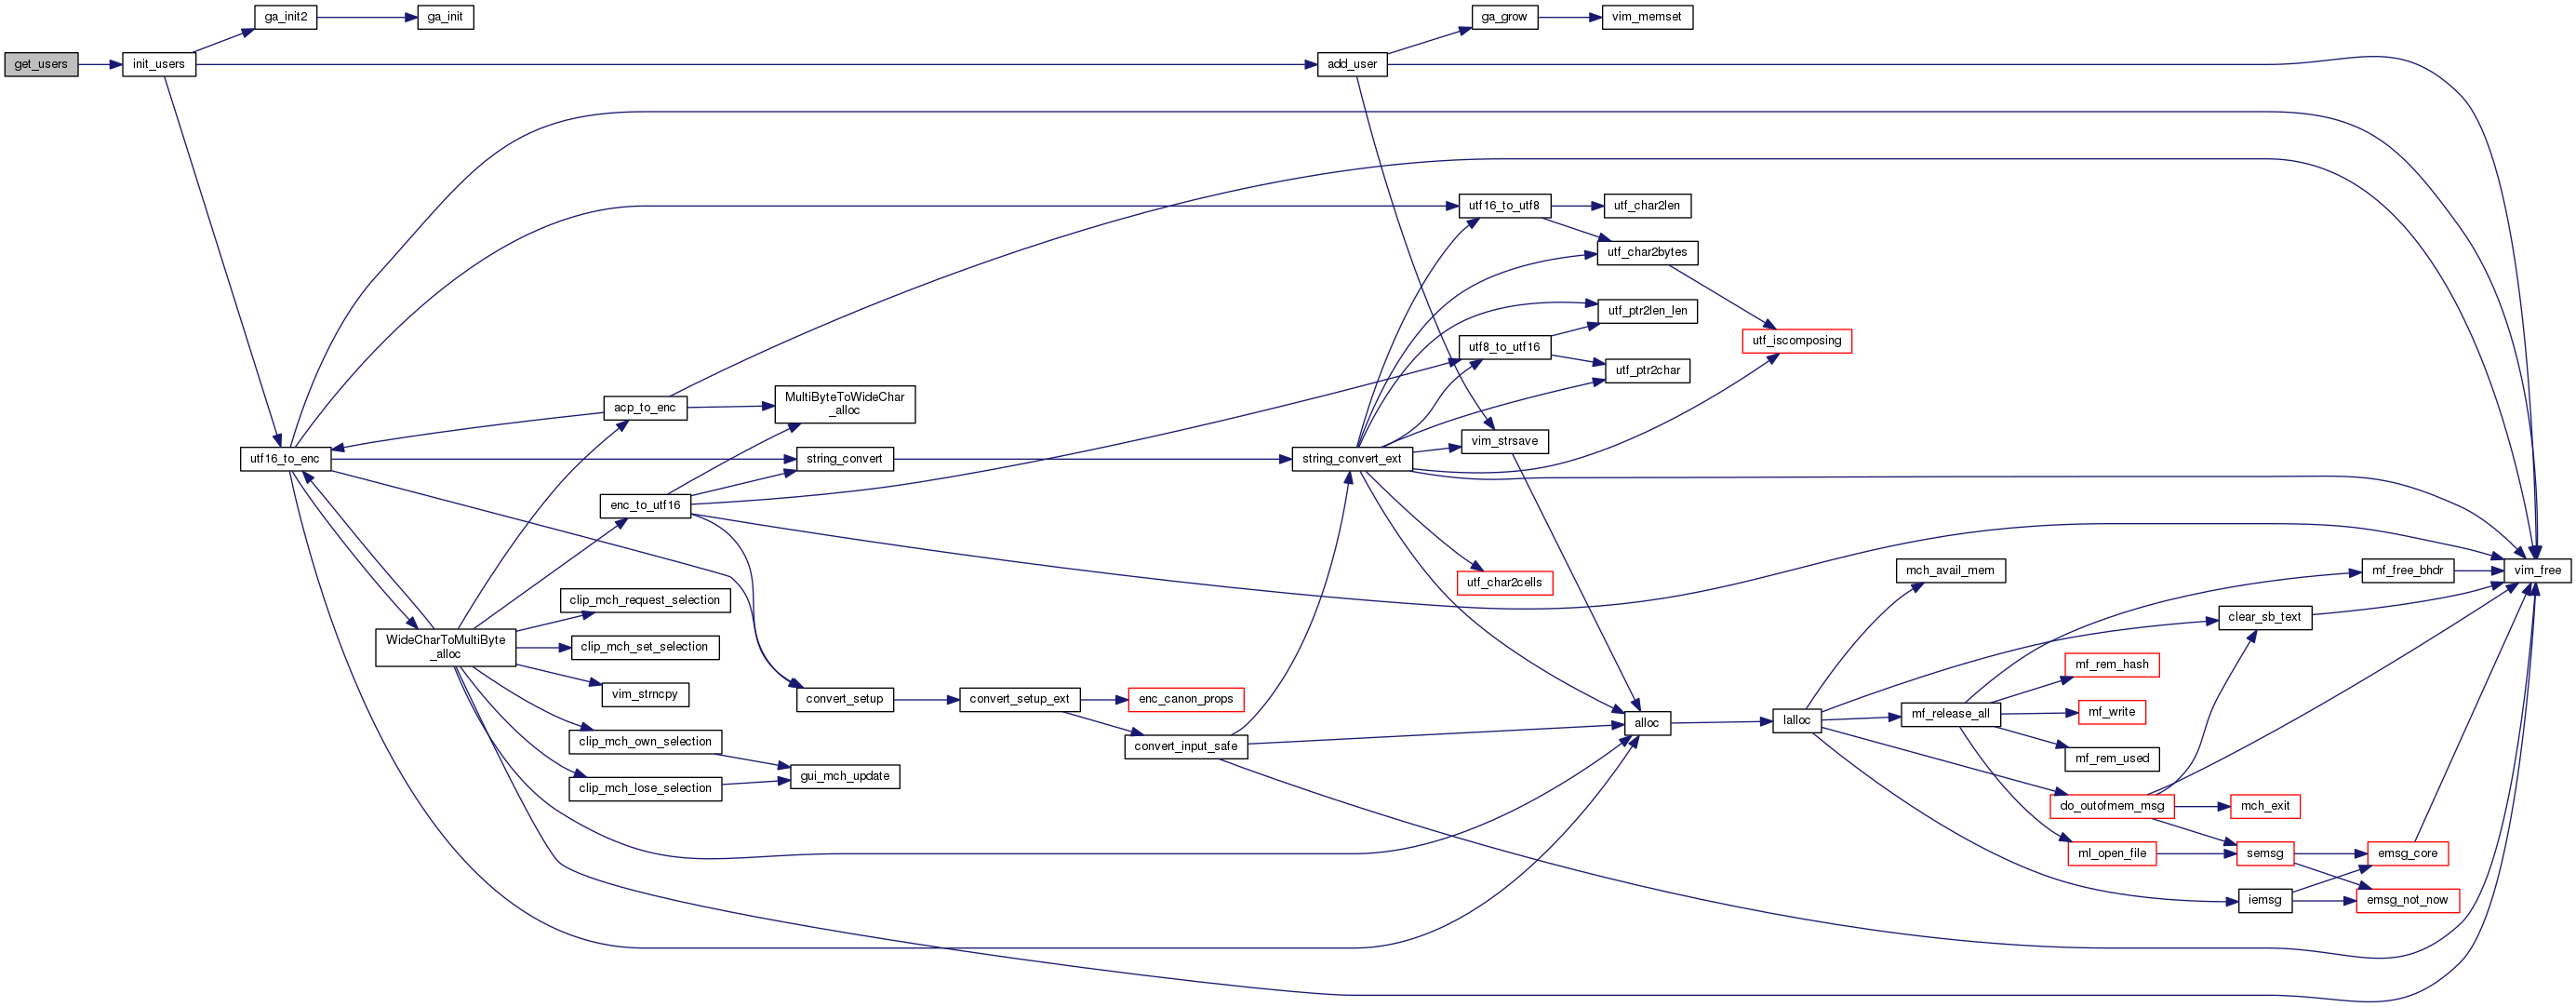 get_users
init_users
ga_init2
ga_init
add_user
ga_grow
vim_memset
utf16_to_utf8
utf_char2len
utf_char2bytes
utf_ptr2len_len
utf8_to_utf16
utf_ptr2char
utf_iscomposing
acp_to_enc
MultiByteToWideChar
_alloc
utf16_to_enc
string_convert
string_convert_ext
vim_strsave
enc_to_utf16
utf_char2cells
mch_avail_mem
mf_free_bhdr
vim_free
clip_mch_request_selection
clear_sb_text
WideCharToMultiByte
_alloc
clip_mch_set_selection
vim_strncpy
convert_setup
convert_setup_ext
enc_canon_props
convert_input_safe
alloc
lalloc
mf_release_all
mf_rem_hash
mf_write
mf_rem_used
clip_mch_own_selection
clip_mch_lose_selection
gui_mch_update
do_outofmem_msg
mch_exit
ml_open_file
semsg
emsg_core
iemsg
emsg_not_now